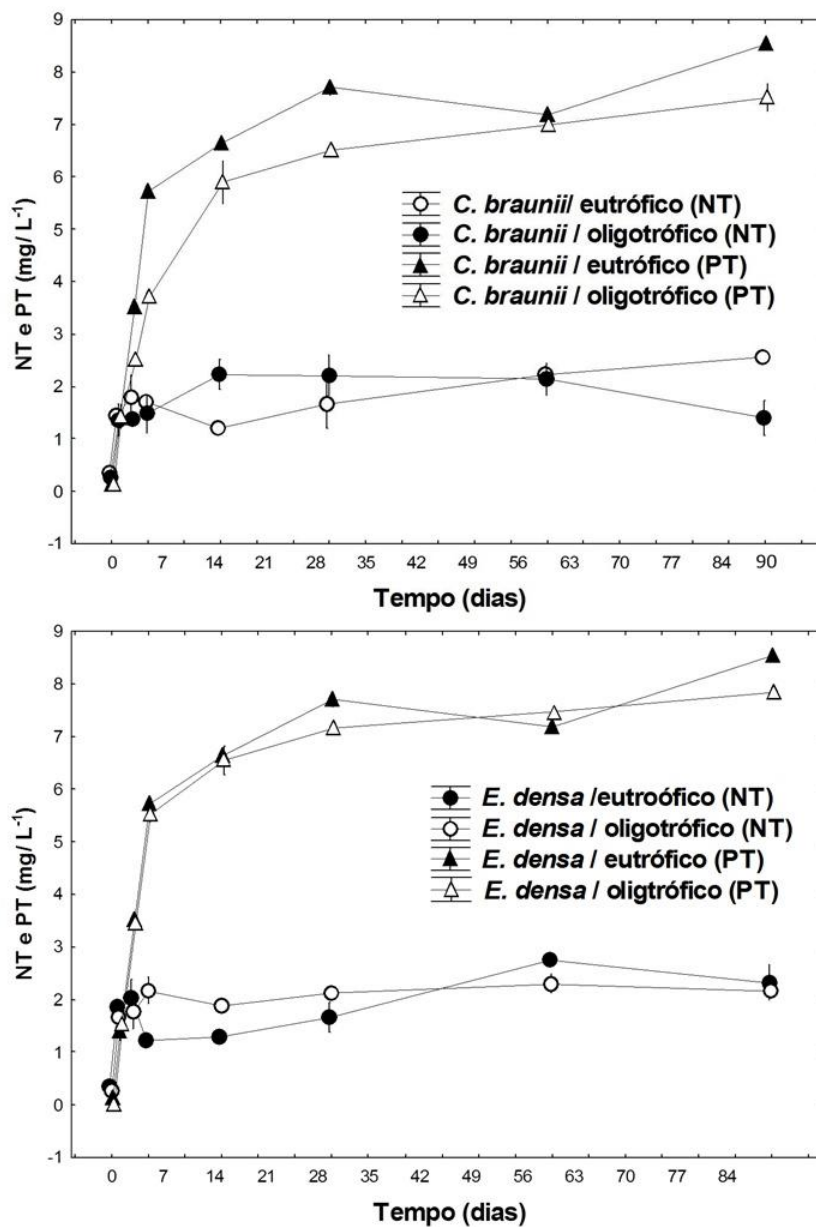 9
8
7
6
5
4
3
2
1
0
-1
NT e PT (mg/ L⁻¹)
C. braunii/ eutrófico (NT)
C. braunii / oligotrófico (NT)
C. braunii / eutrófico (PT)
C. braunii / oligotrófico (PT)
0 7 14 21 28 35 42 49 56 63 70 77 90
Tempo (dias)
9
8
7
6
5
4
3
2
1
0
-1
NT e PT (mg/ L⁻¹)
E. densa /eutroófico (NT)
E. densa / oligotrófico (NT)
E. densa / eutrófico (PT)
E. densa / oligtrófico (PT)
0 7 14 21 28 35 42 49 56 63 70 77 84
Tempo (dias)